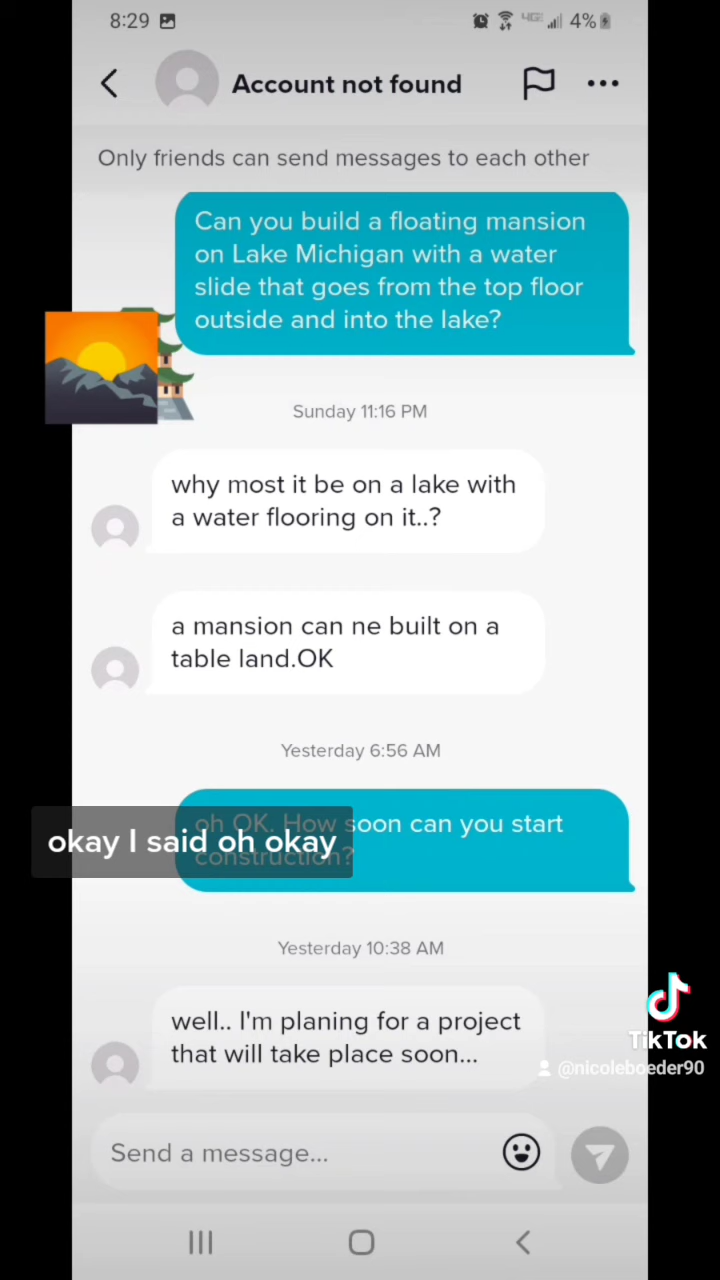 8:29
4G
4%
Account not found
Only friends can send messages to each other
Can you build a floating mansion
on Lake Michigan with a water
slide that goes from the top floor
outside and into the lake?
Sunday 11:16 PM
why most it be on a lake with
a water flooring on it..?
a mansion can ne built on a
table land.OK
Yesterday 6:56 AM
oh OK. How soon can you start
construction?
okay I said oh okay
Yesterday 10:38 AM
well.. I'm planing for a project
that will take place soon...
TikTok
@nicoleboeder90
Send a message...